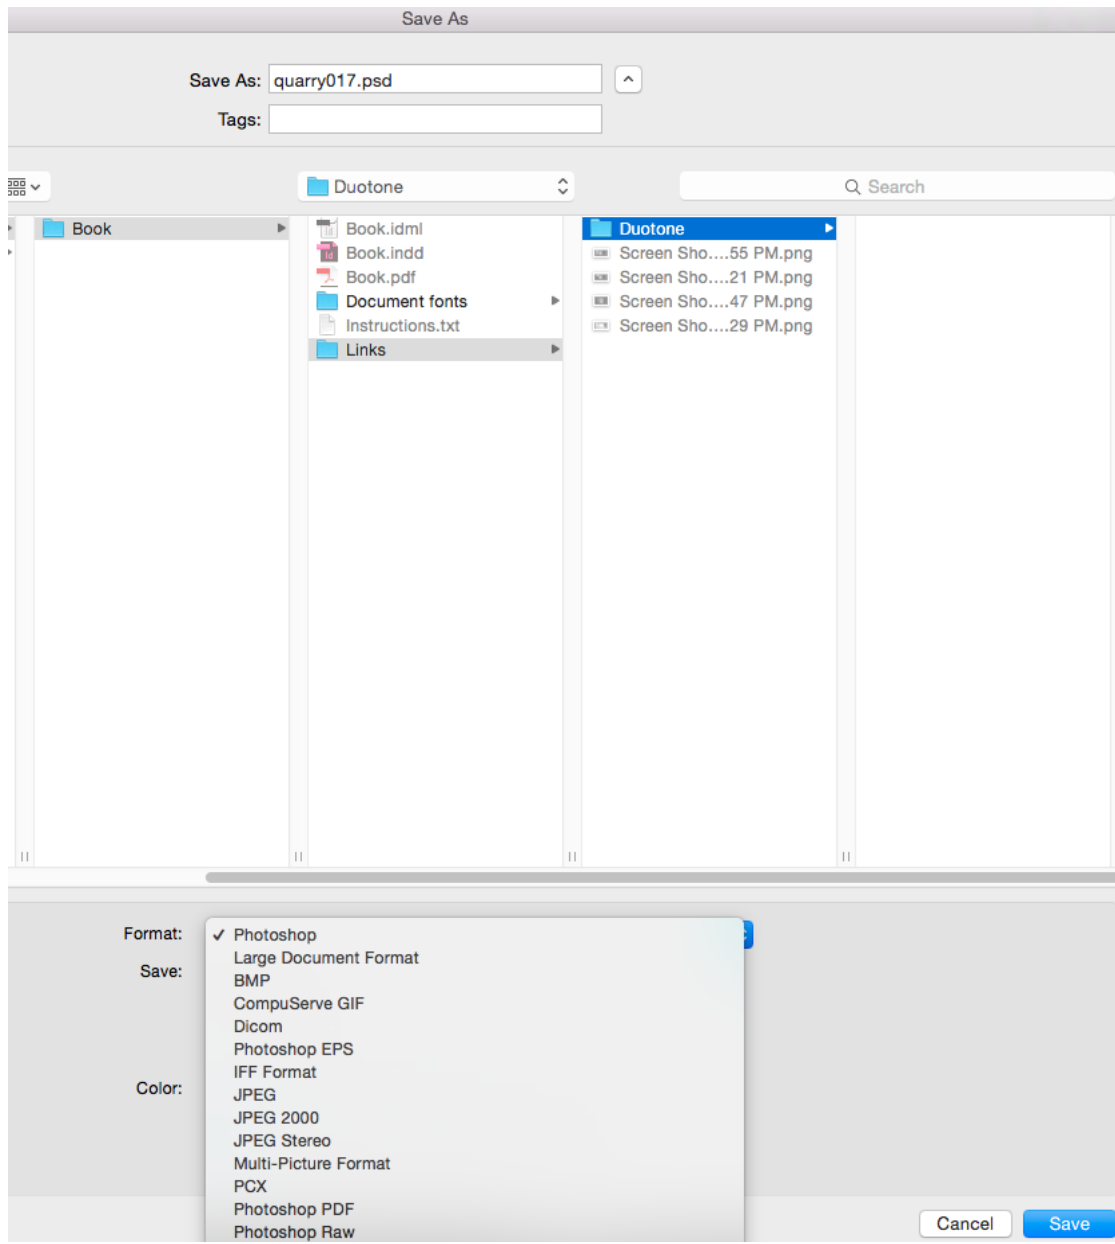 Save As
Save As: quarry017.psd
Tags:
Duotone
Search
Book
Book.idml
Book.indd
Book.pdf
Document fonts
Instructions.txt
Links
Duotone
Screen Sho....55 PM.png
Screen Sho....21 PM.png
Screen Sho....47 PM.png
Screen Sho....29 PM.png
Format: ✓ Photoshop
Large Document Format
Save:
BMP
CompuServe GIF
Dicom
Photoshop EPS
IFF Format
Color:
JPEG
JPEG 2000
JPEG Stereo
Multi-Picture Format
PCX
Photoshop PDF
Photoshop Raw
Cancel
Save